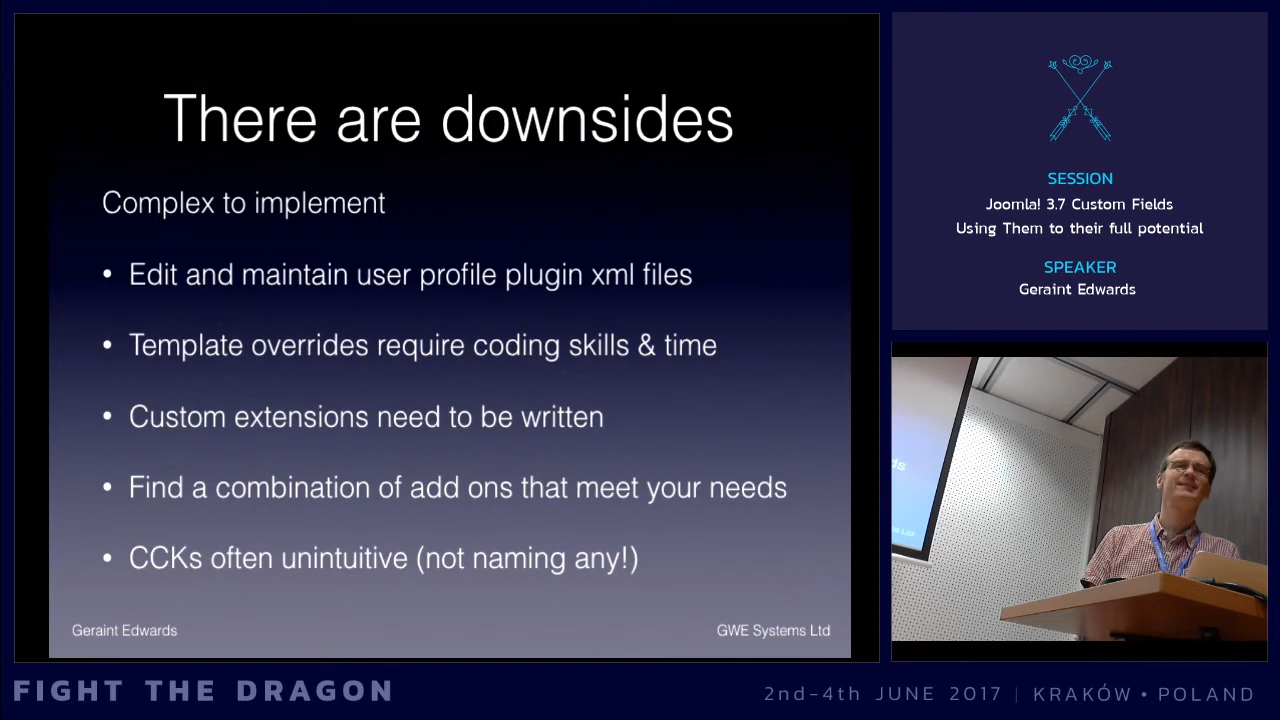 There are downsides
Complex to implement
• Edit and maintain user profile plugin xml files
• Template overrides require coding skills & time
• Custom extensions need to be written
• Find a combination of add ons that meet your needs
• CCKs often unintuitive (not naming any!)
Geraint Edwards
GWE Systems Ltd
SESSION
Joomla! 3.7 Custom Fields
Using Them to their full potential
SPEAKER
Geraint Edwards
ds
Ltd
FIGHT THE DRAGON
2nd-4th JUNE 2017 | KRAKÓW • POLAND